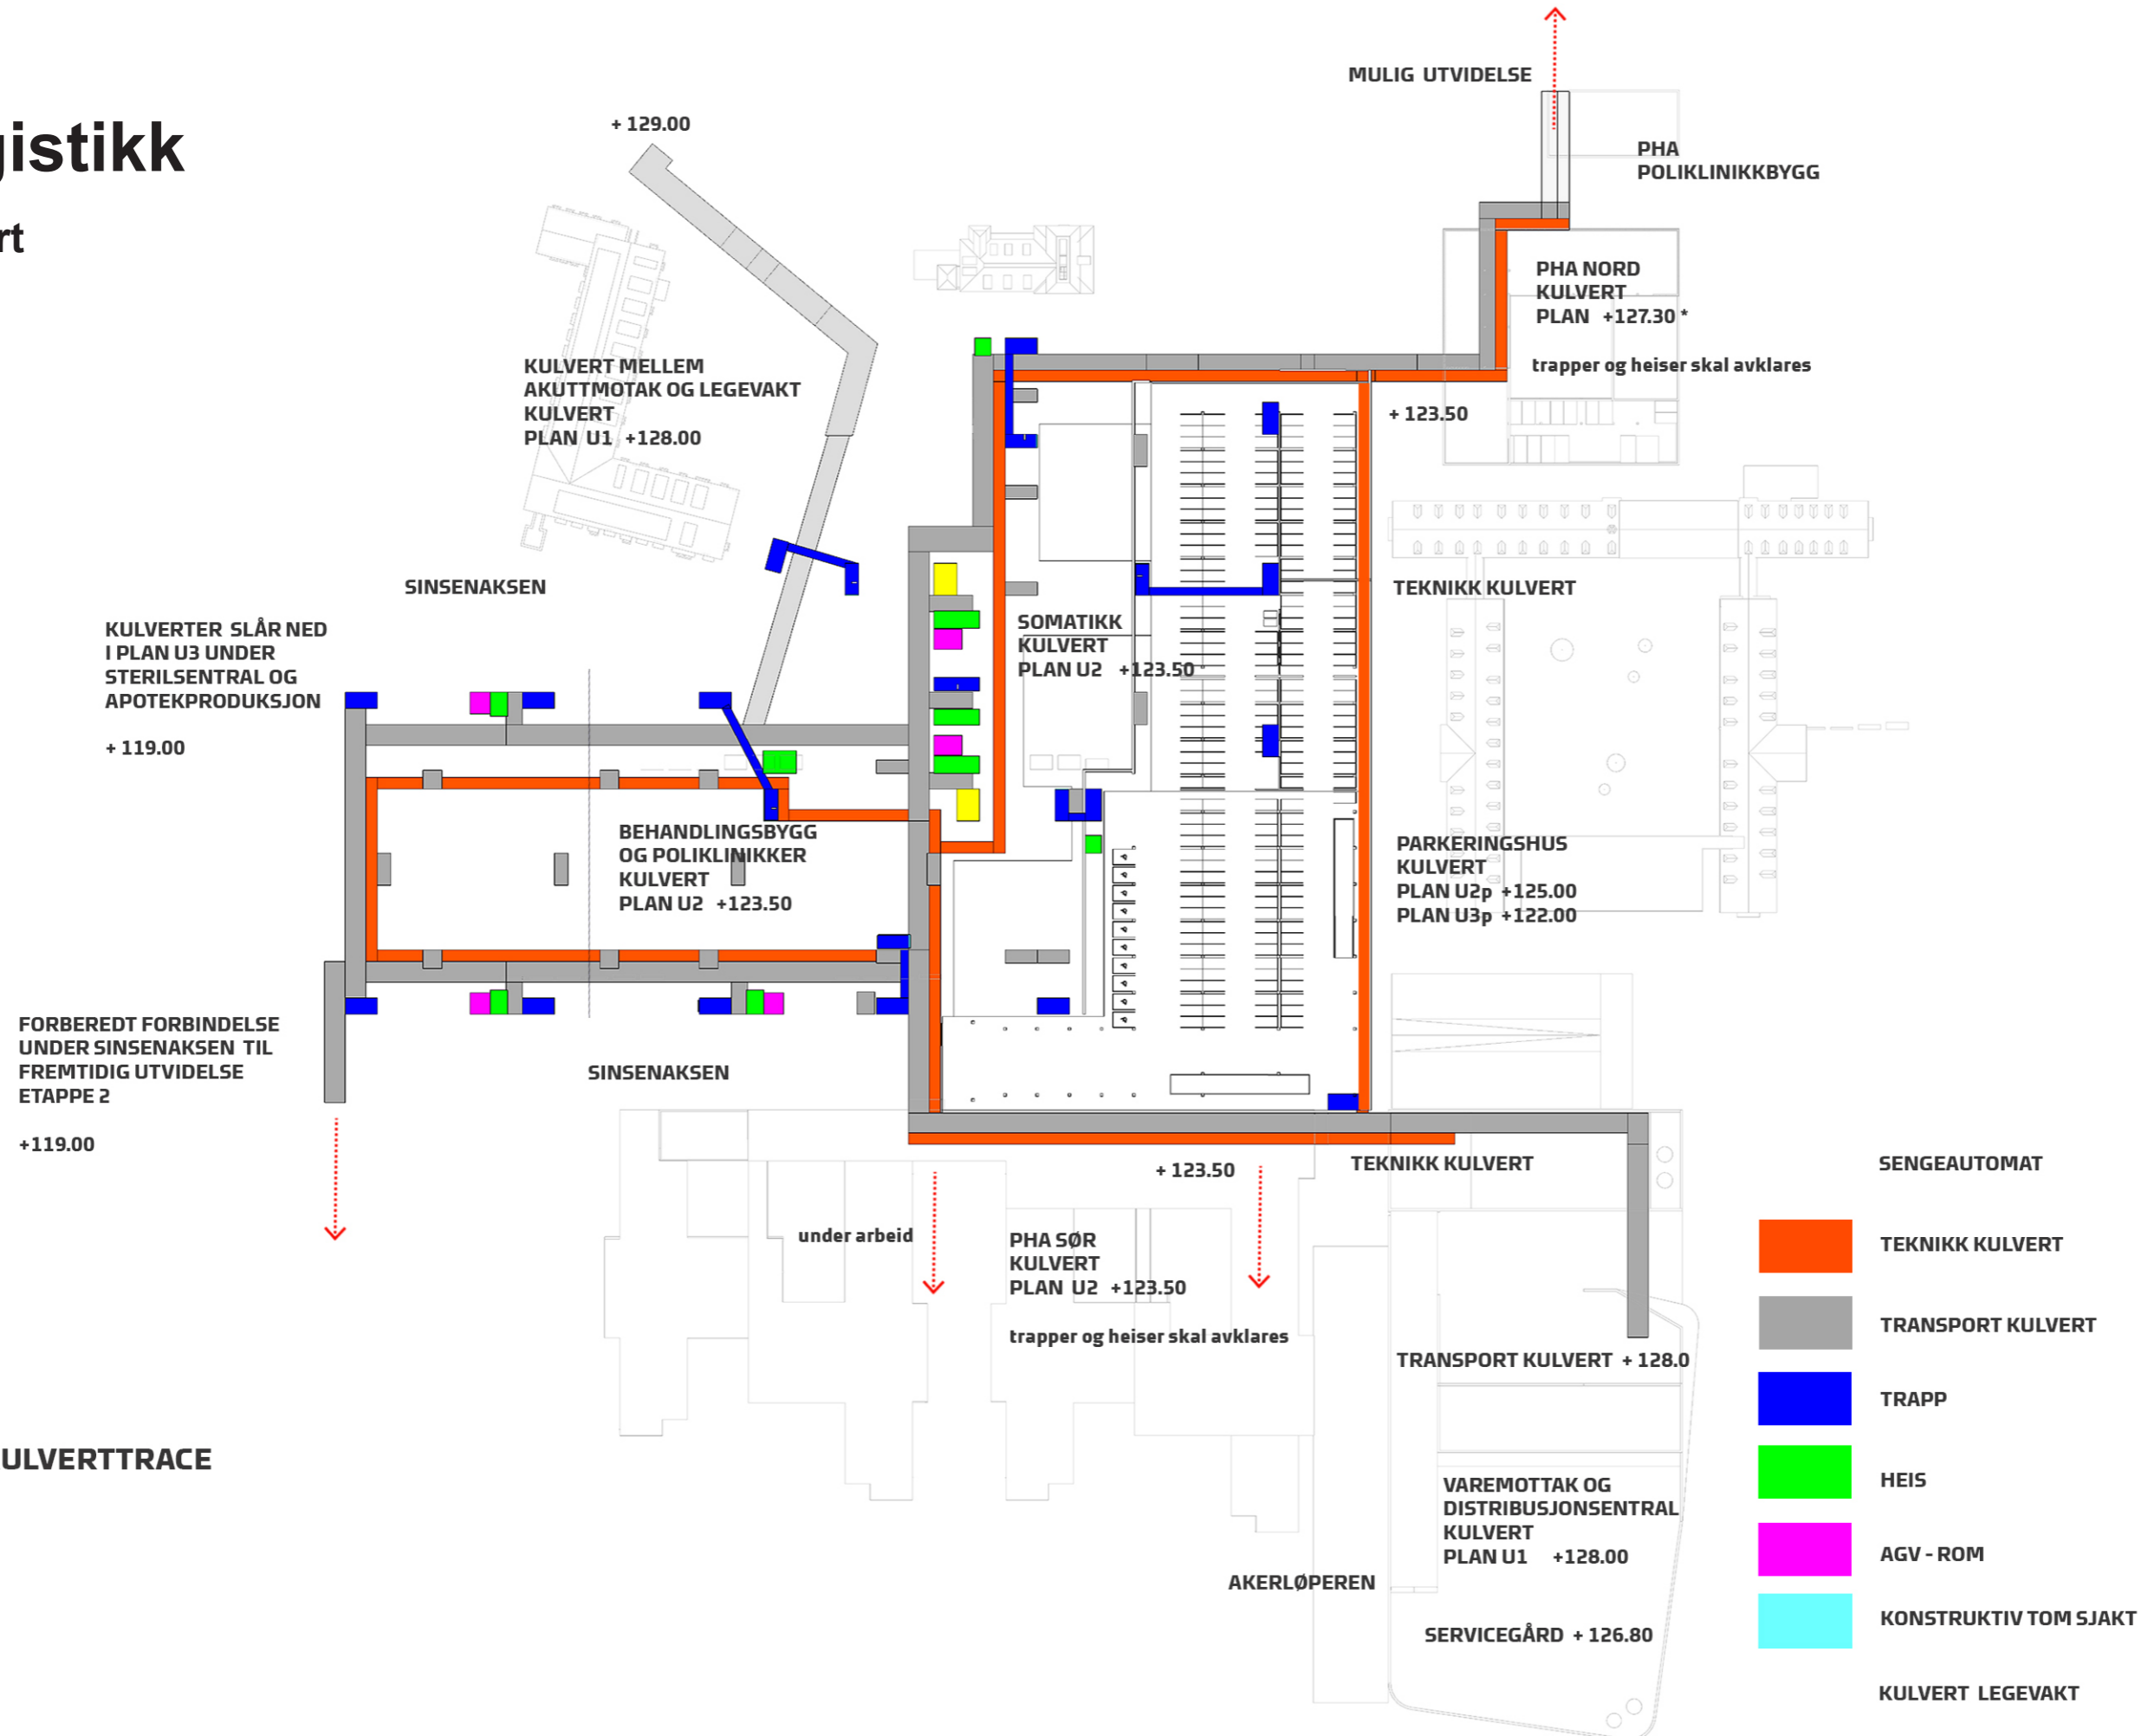 gistikk
rt
MULIG UTVIDELSE
+ 129.00
PHA
POLIKLINIKKBYGG
PHA NORD
KULVERT
PLAN +127.30 *
trapper og heiser skal avklares
KULVERT MELLEM
AKUTTMOTAK OG LEGEVAKT
KULVERT
PLAN U1 +128.00
+ 123.50
SINSENAKSEN
TEKNIKK KULVERT
KULVERTER SLÅR NED
I PLAN U3 UNDER
STERILSENTRAL OG
APOTEKPRODUKSJON
+ 119.00
SOMATIKK
KULVERT
PLAN U2 +123.50
BEHANDLINGSBYGG
OG POLIKLINIKKER
KULVERT
PLAN U2 +123.50
PARKERINGSHUS
KULVERT
PLAN U2p +125.00
PLAN U3p +122.00
FORBEREDT FORBINDELSE
UNDER SINSENAKSEN TIL
FREMTIDIG UTVIDELSE
ETAPPE 2
+119.00
SINSENAKSEN
+ 123.50
TEKNIKK KULVERT
under arbeid
PHA SØR
KULVERT
PLAN U2 +123.50
trapper og heiser skal avklares
TRANSPORT KULVERT + 128.0
ULVERTTRACE
VAREMOTTAK OG
DISTRIBUSJONSENTRAL
KULVERT
PLAN U1 +128.00
AKERLØPEREN
SERVICEGÅRD + 126.80
SENGEAUTOMAT
TEKNIKK KULVERT
TRANSPORT KULVERT
TRAPP
HEIS
AGV - ROM
KONSTRUKTIV TOM SJAKT
KULVERT LEGEVAKT